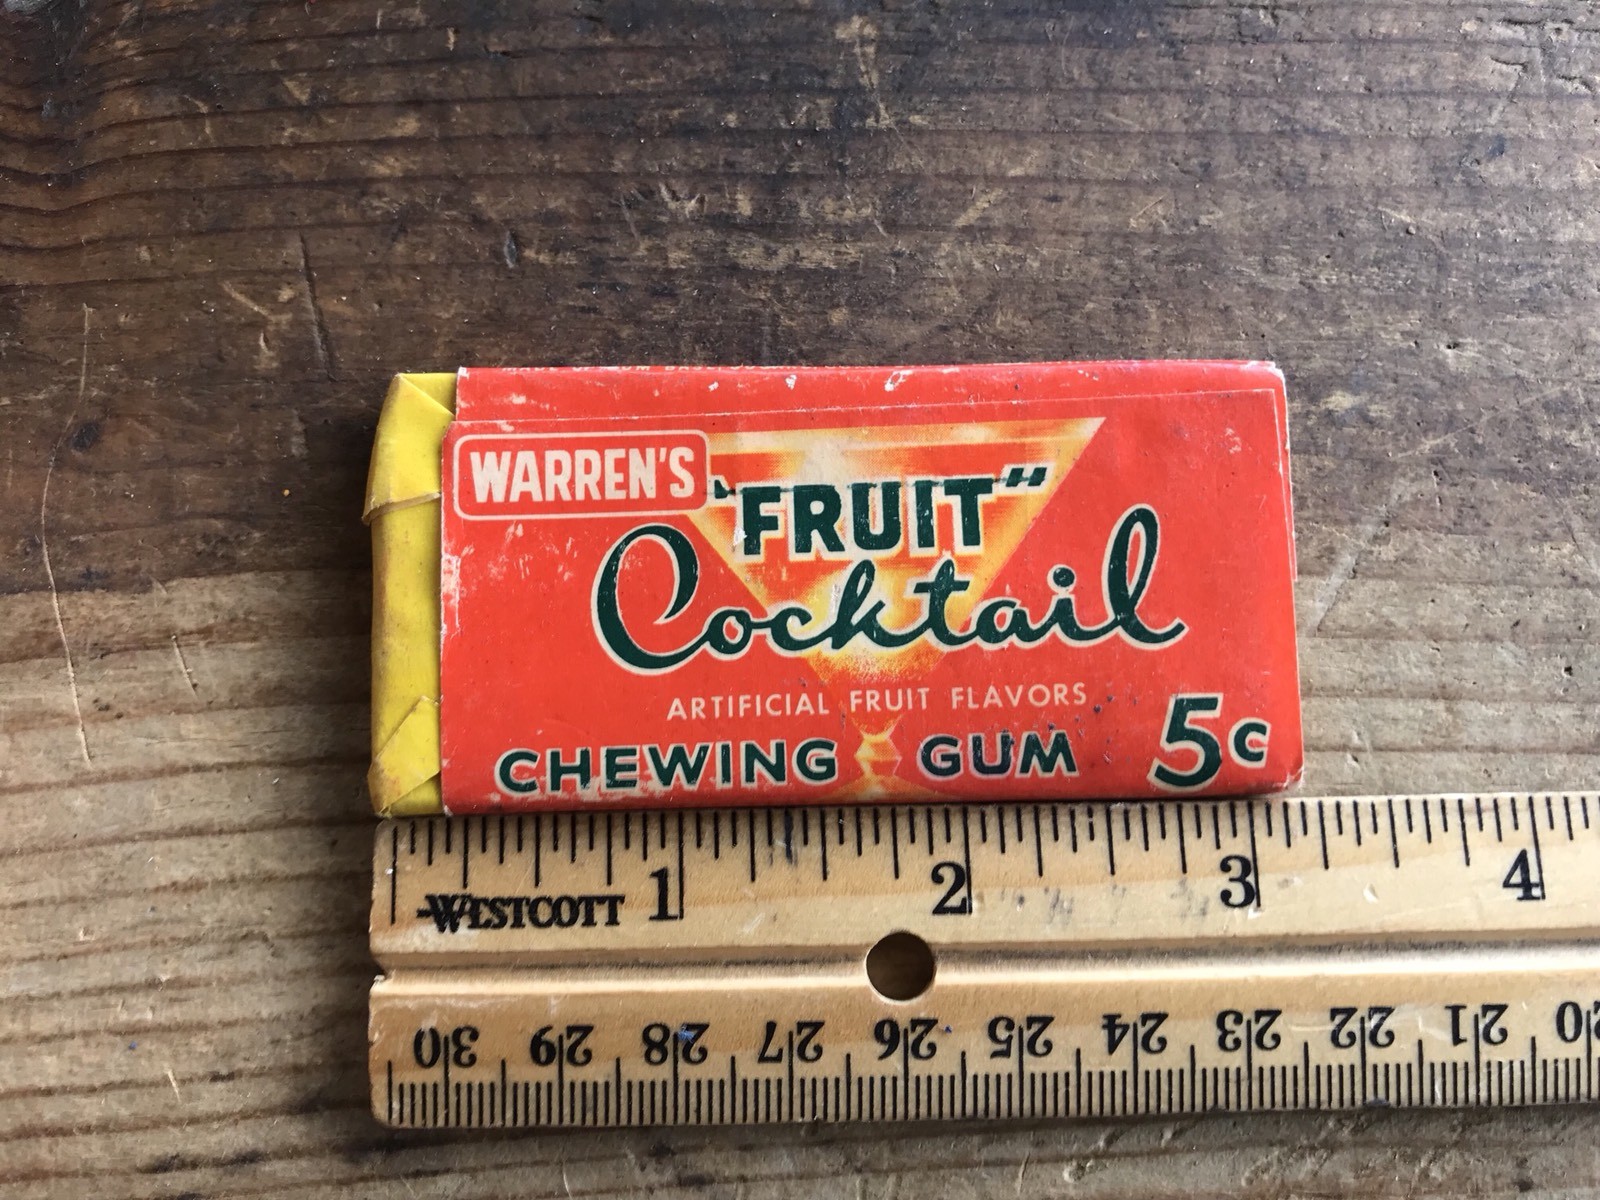 WARREN'S
"FRUIT"
Cocktail
ARTIFICIAL FRUIT FLAVORS
CHEWING GUM 5c
WESTCOTT 1 2 3 4
30 29 28 27 26 25 24 23 22 21 20